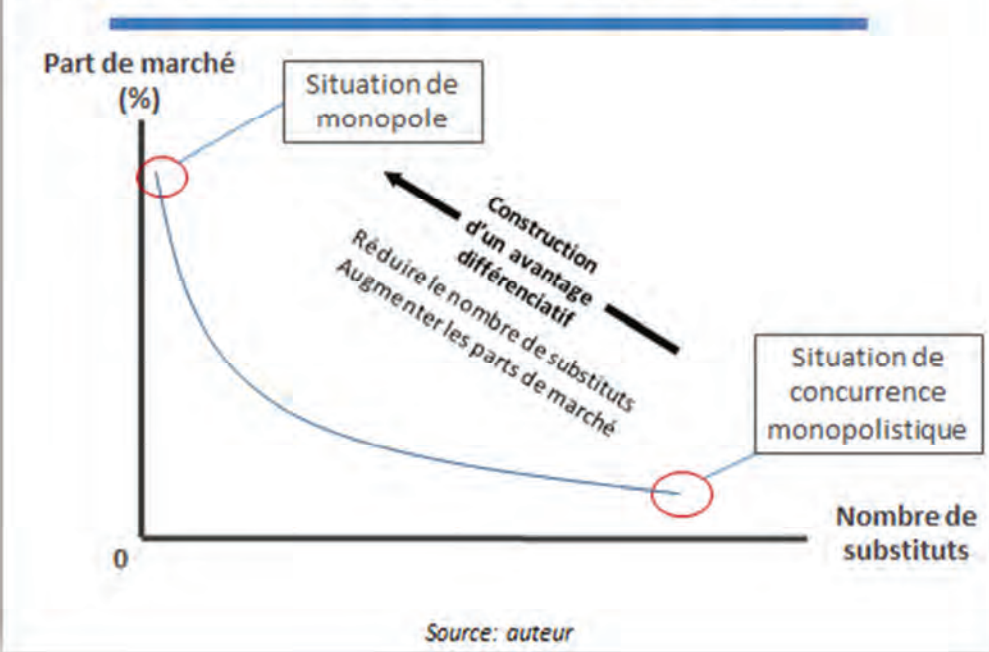 Part de marché
(%)
Situation de
monopole
Construction
d'un avantage
différenciatif
Réduire le nombre de substituts
Augmenter les parts de marché
Situation de
concurrence
monopolistique
Nombre de
substituts
0
Source: auteur